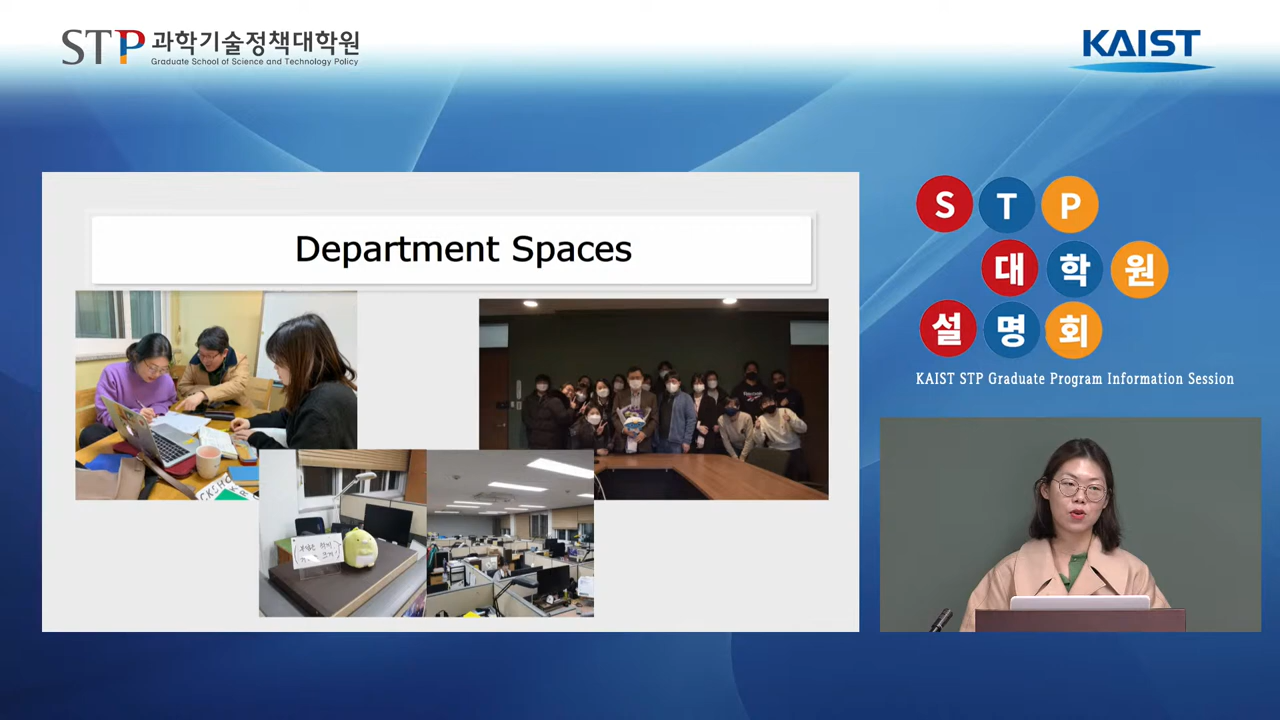 STP 과학기술정책대학원
Graduate School of Science and Technology Policy
KAIST
Department Spaces
S T P
대 학 원
설 명 회
KAIST STP Graduate Program Information Session